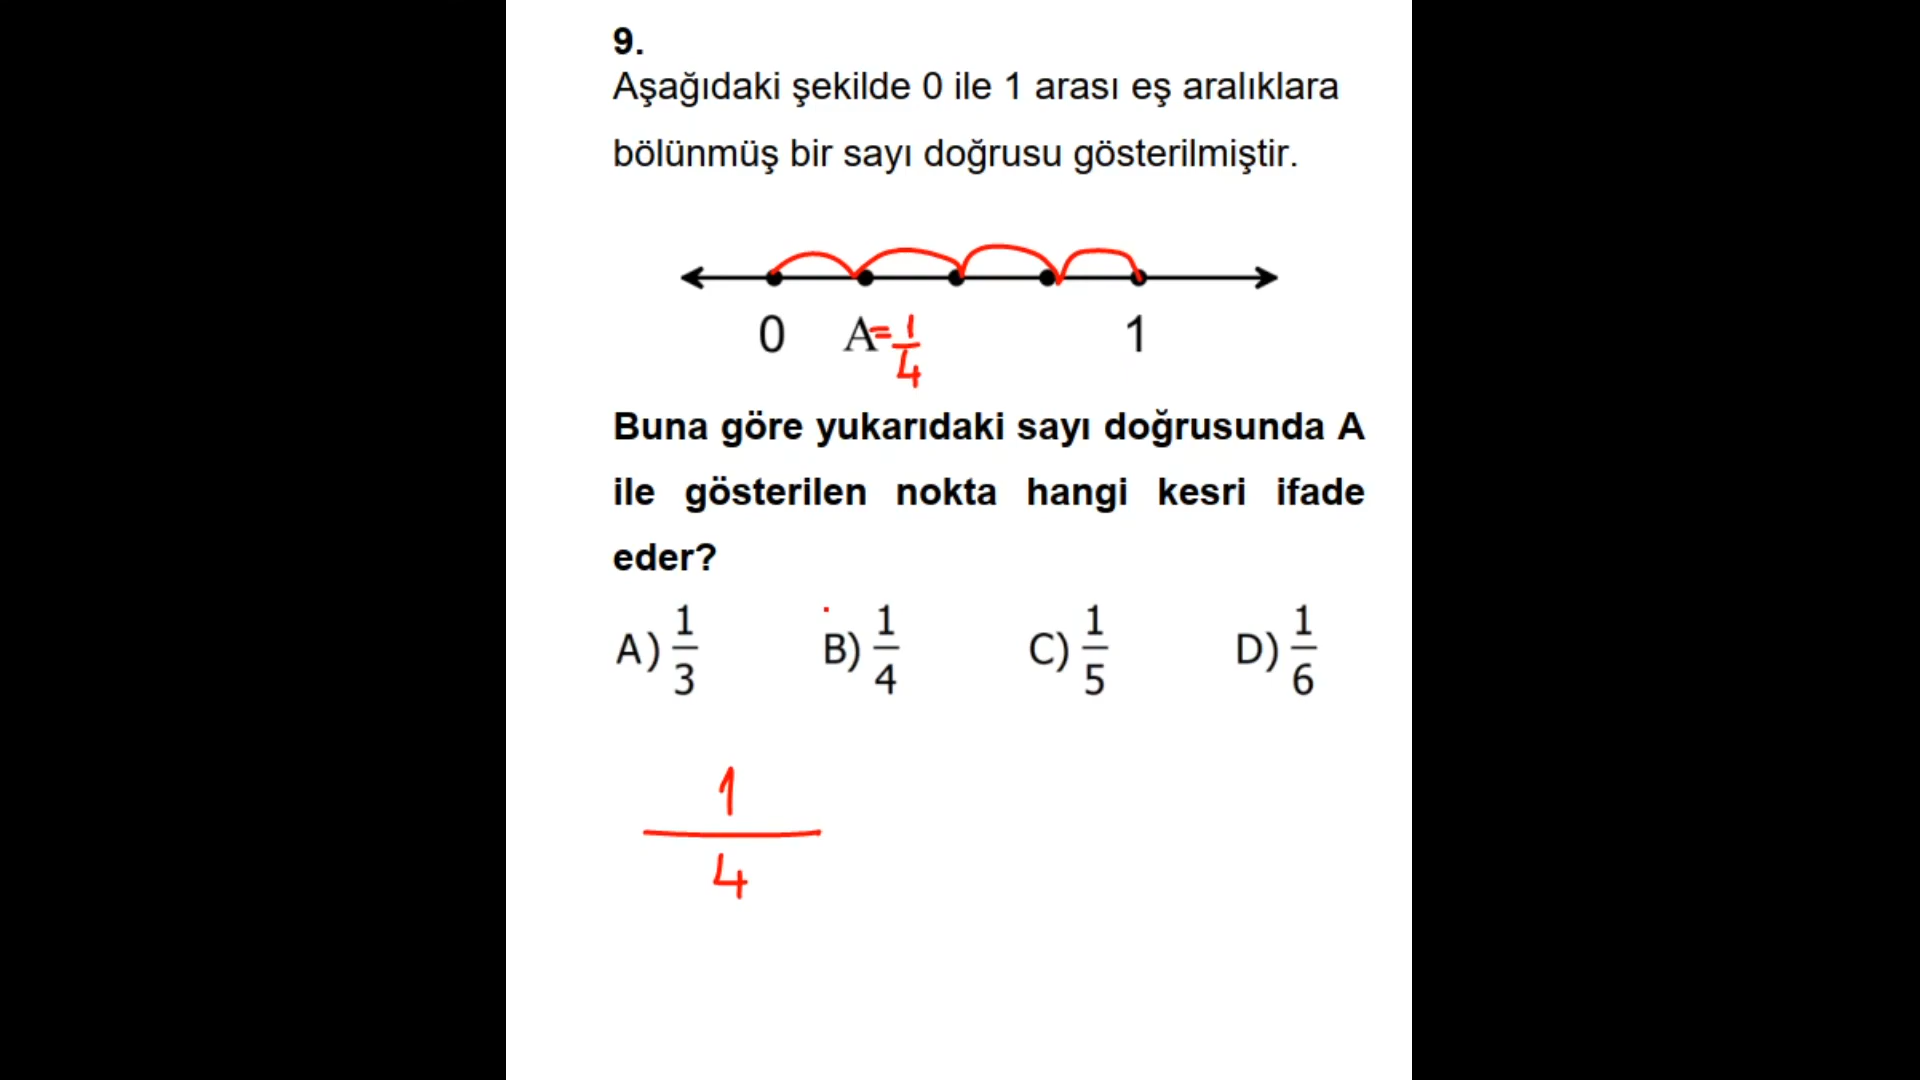 9.
Aşağıdaki şekilde 0 ile 1 arası eş aralıklara
bölünmüş bir sayı doğrusu gösterilmiştir.
0 A=1/4 1
Buna göre yukarıdaki sayı doğrusunda A
ile gösterilen nokta hangi kesri ifade
eder?
A) 1/3 B) 1/4 C) 1/5 D) 1/6
1/4